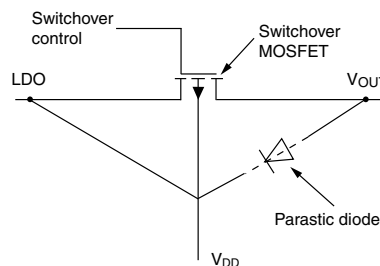 Switchover
control
Switchover
MOSFET
LDO
VOUT
Parastic diode
VDD